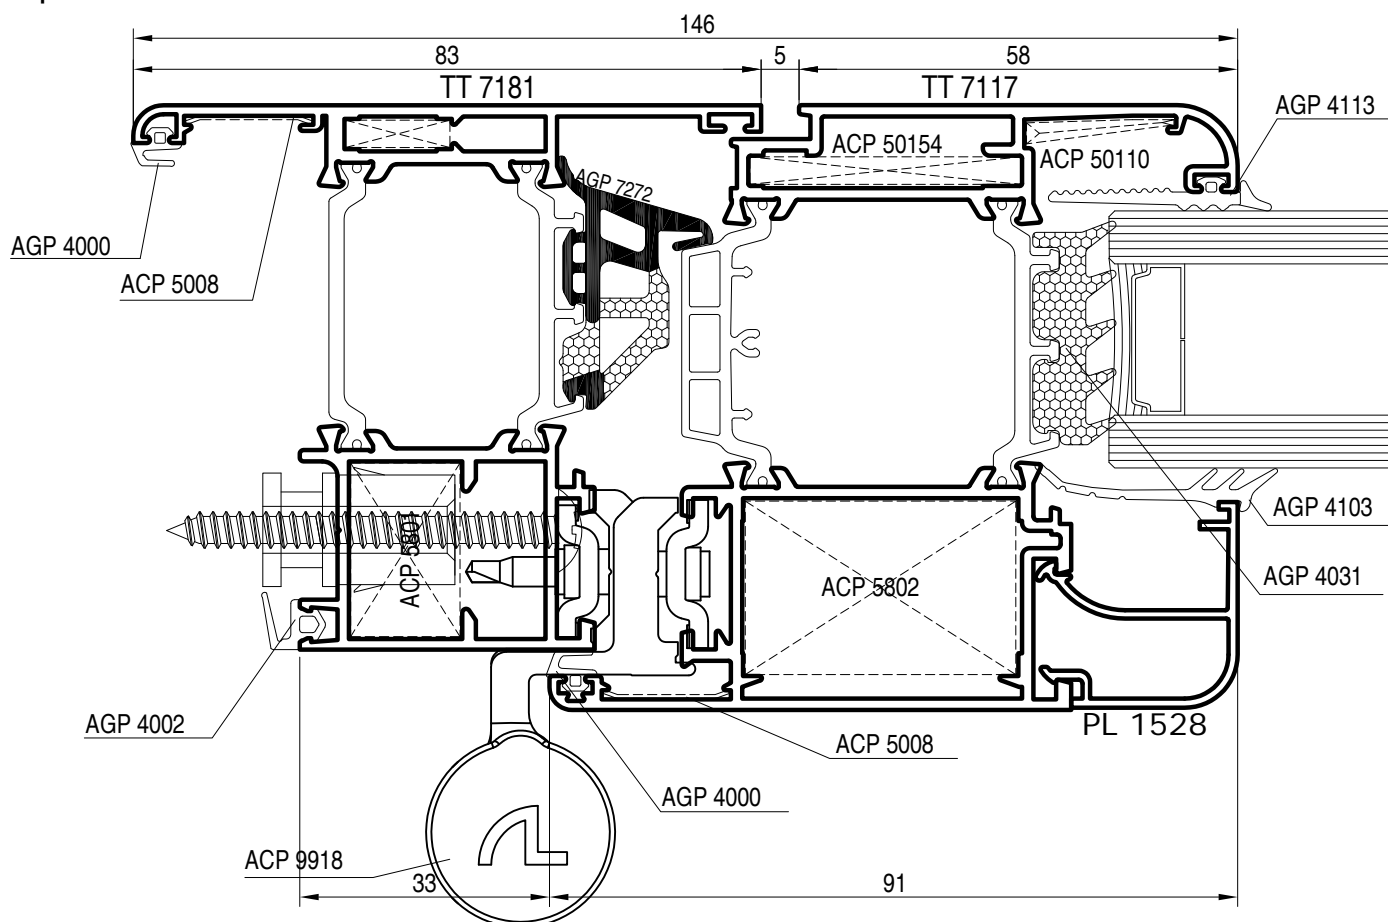 146
83
5
58
TT 7181
TT 7117
AGP 4113
ACP 50154
ACP 50110
AGP 7272
AGP 4000
ACP 5008
AGP 4103
ACP 5801
ACP 5802
AGP 4031
AGP 4002
PL 1528
ACP 5008
AGP 4000
ACP 9918
33
91